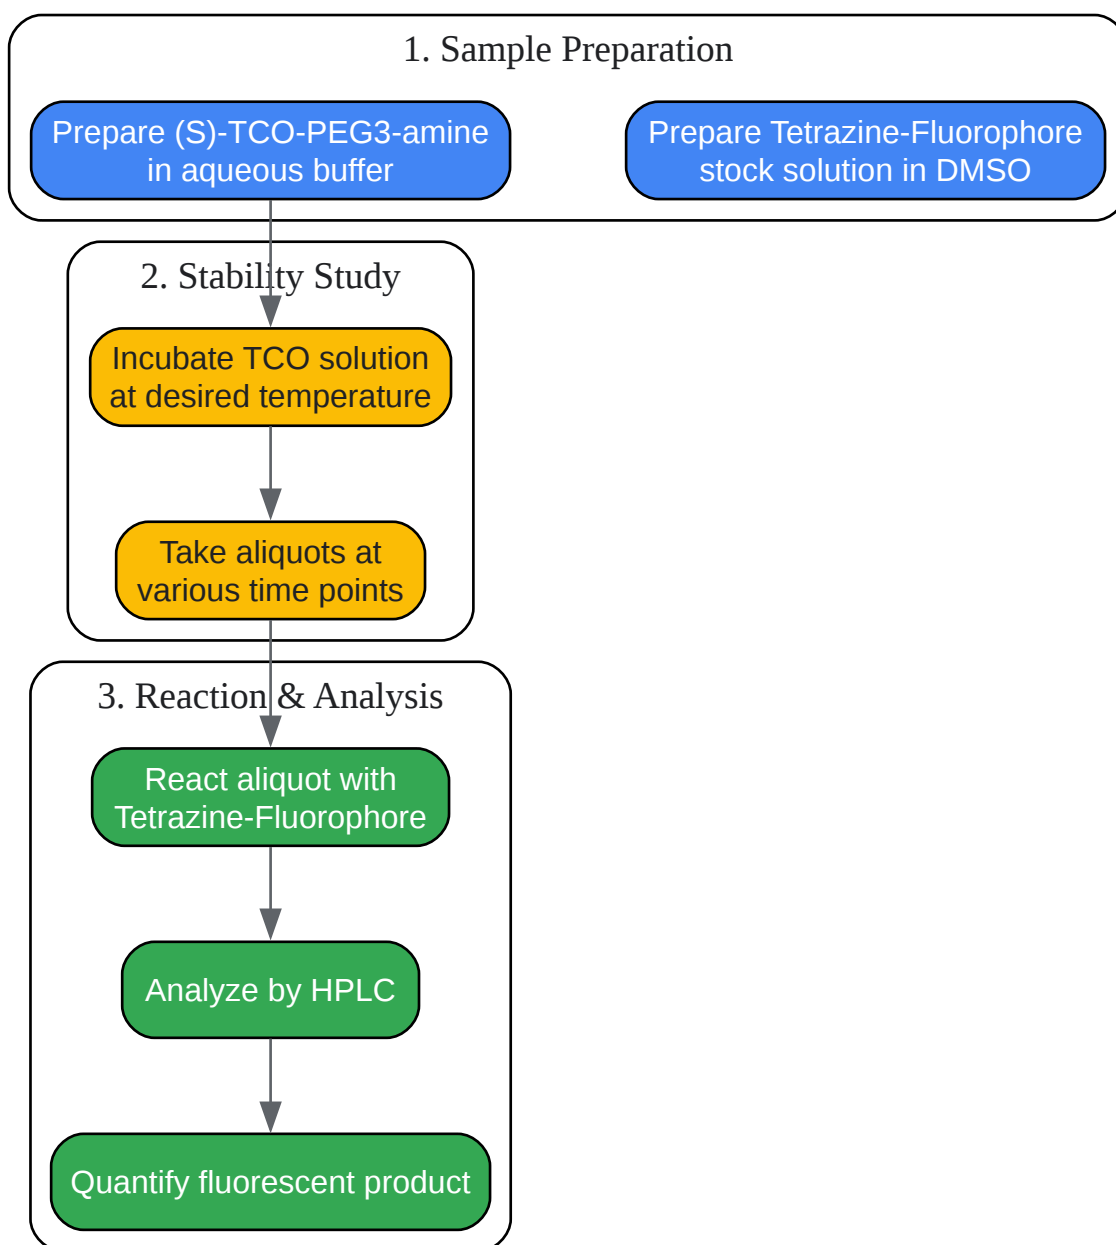 1. Sample Preparation
Prepare (S)-TCO-PEG3-amine
in aqueous buffer
Prepare Tetrazine-Fluorophore
stock solution in DMSO
2. Stability Study
Incubate TCO solution
at desired temperature
Take aliquots at
various time points
3. Reaction & Analysis
React aliquot with
Tetrazine-Fluorophore
Analyze by HPLC
Quantify fluorescent product